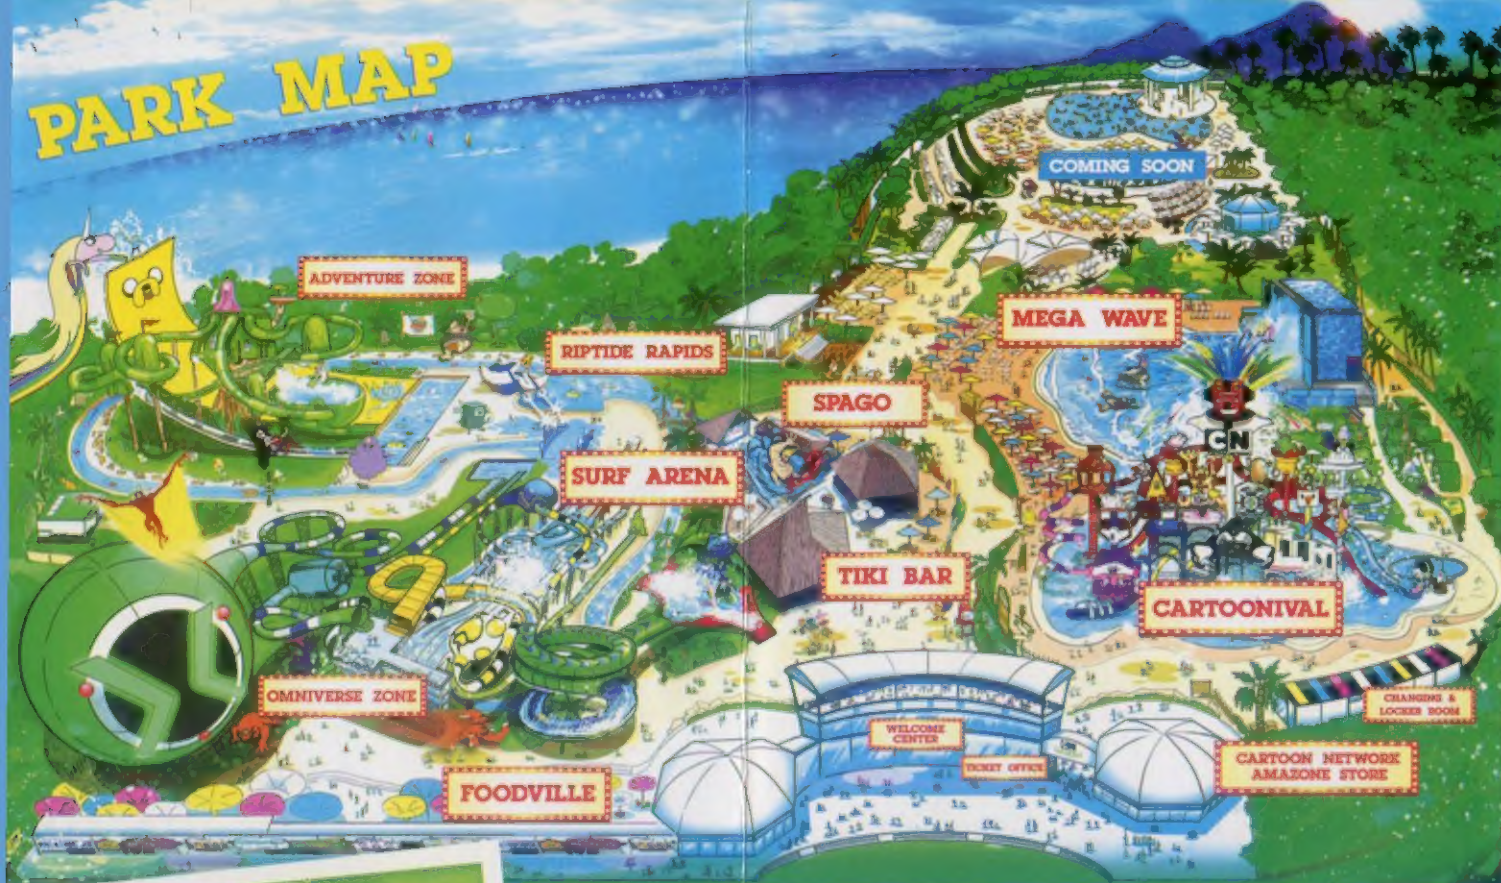 PARK MAP
COMING SOON
ADVENTURE ZONE
MEGA WAVE
RIPTIDE RAPIDS
SPAGO
CN
SURF ARENA
TIKI BAR
CARTOONIVAL
OMNIVERSE ZONE
CHANGING &
LOCKER ROOM
WELCOME
CENTER
TICKET OFFICE
CARTOON NETWORK
AMAZONE STORE
FOODVILLE